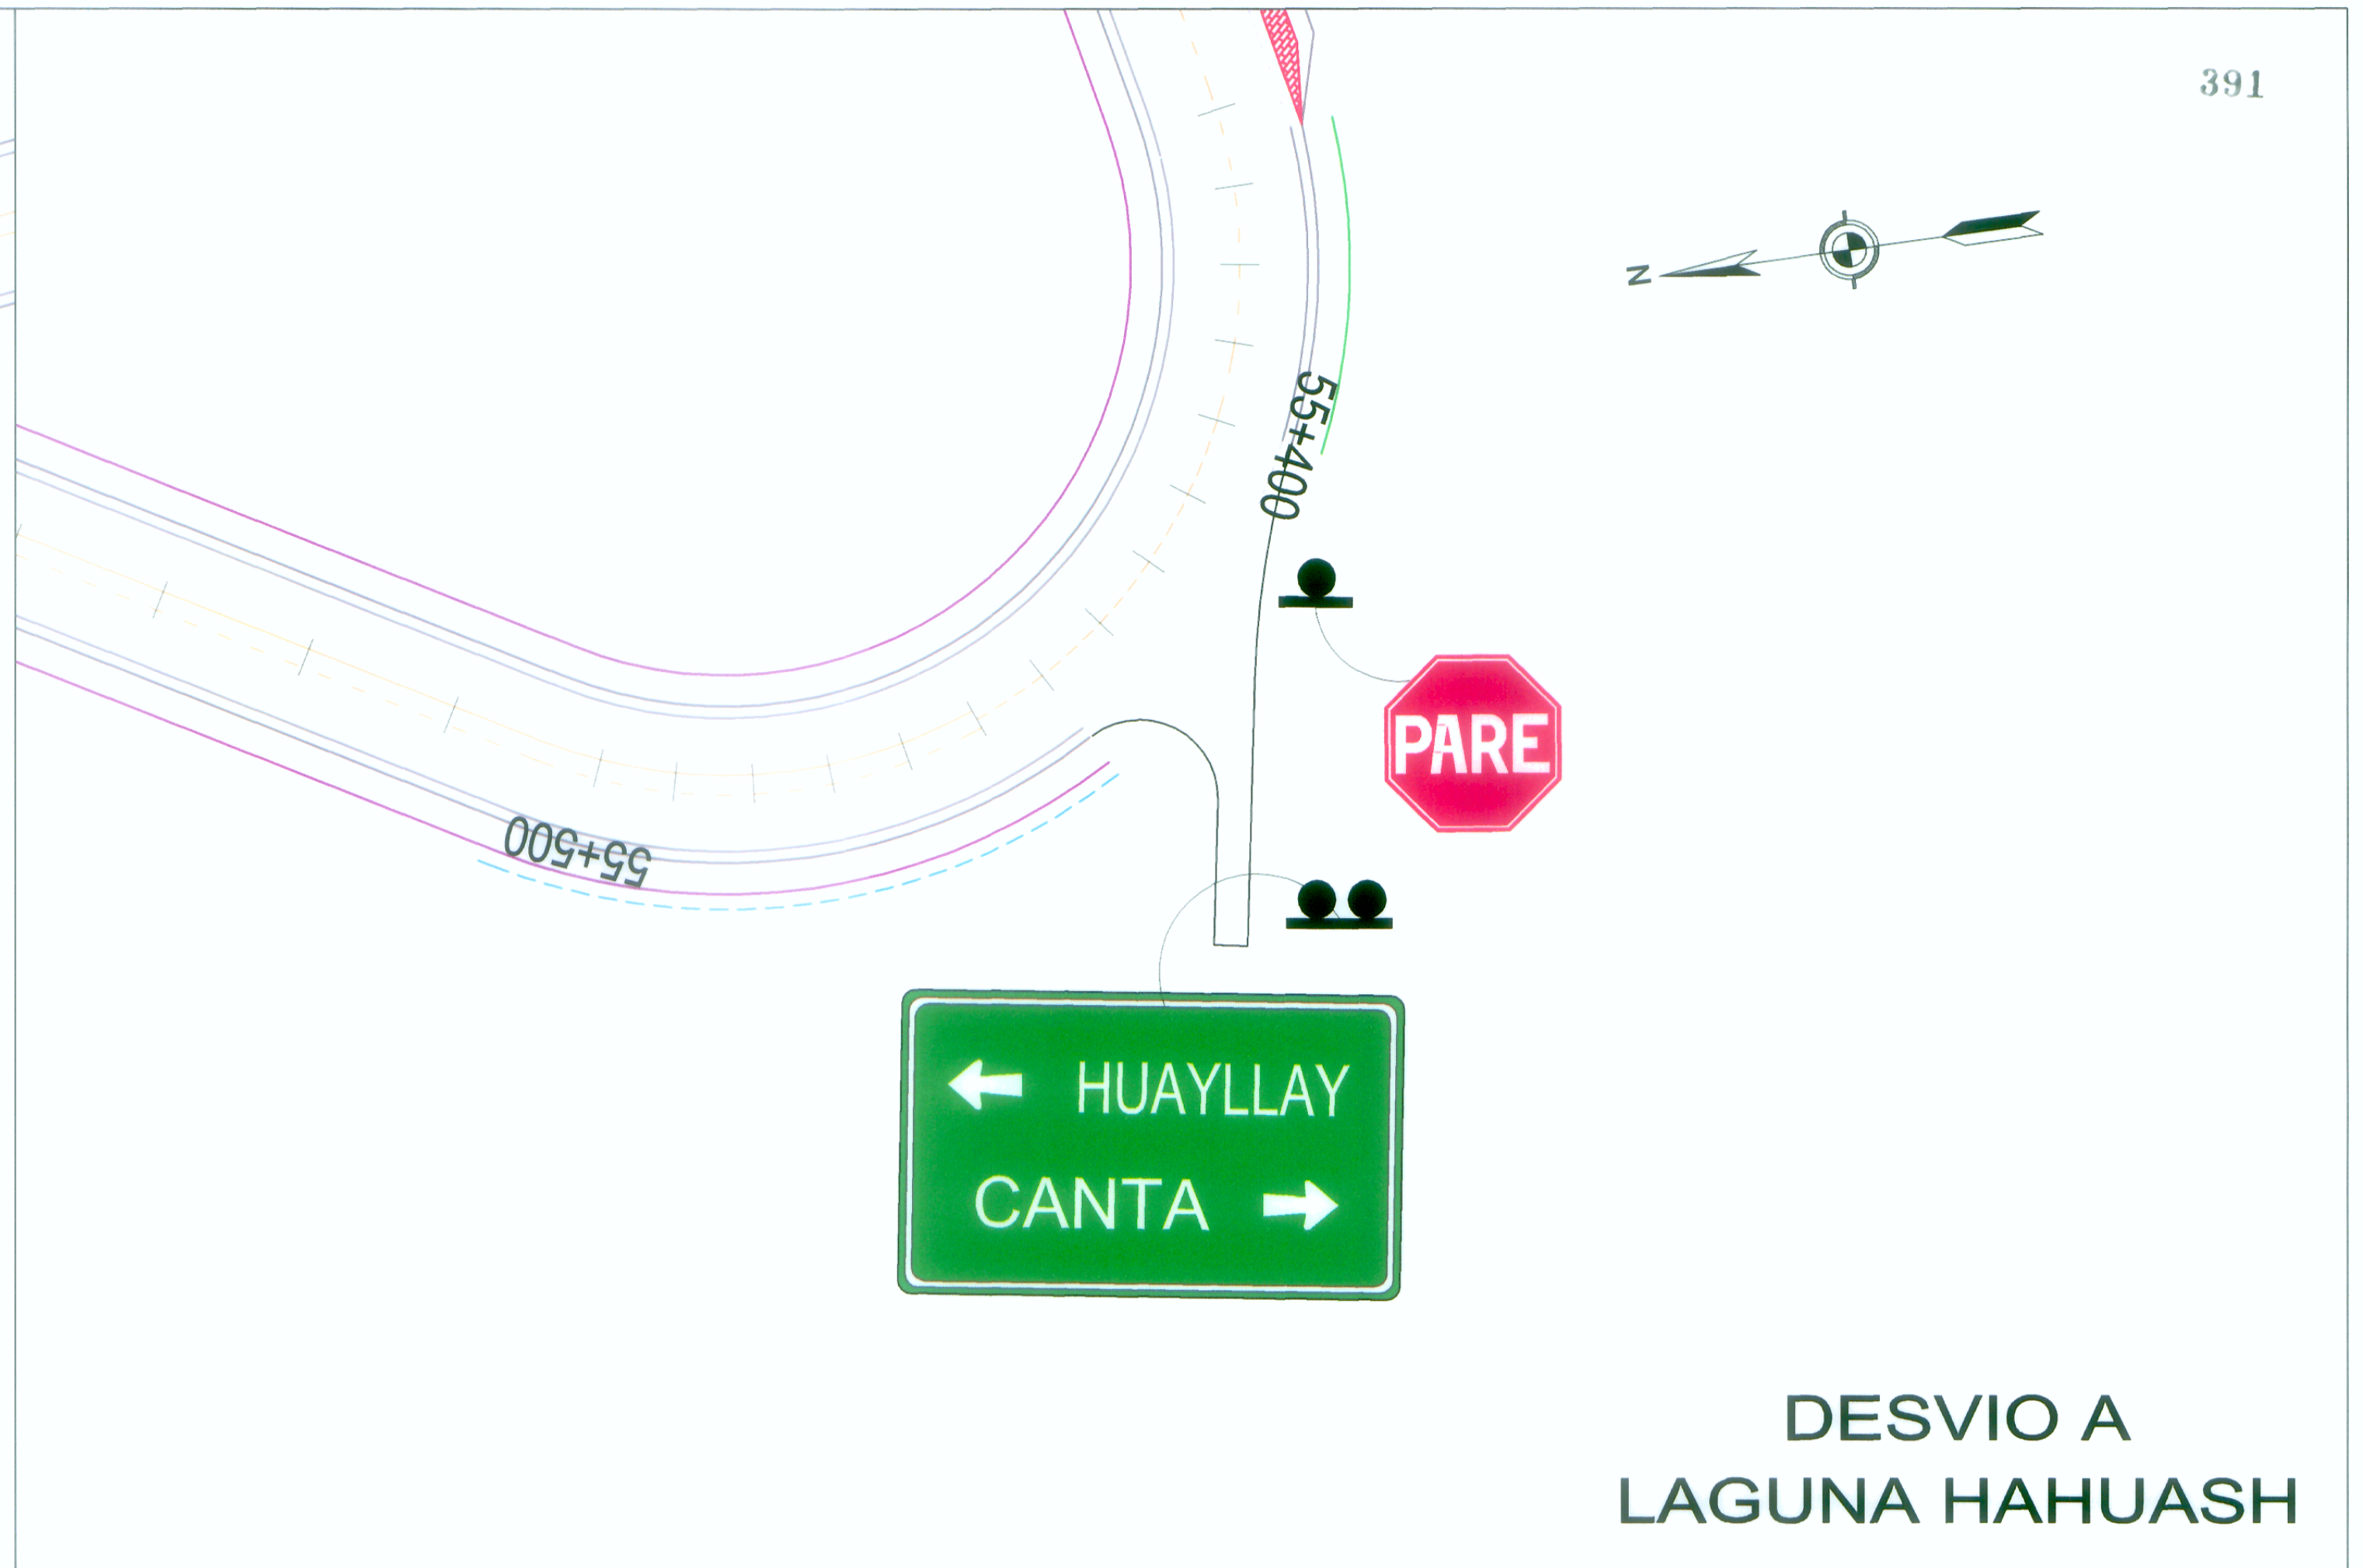 391
N
55+400
PARE
55+500
HUAYLLAY
CANTA
DESVIO A
LAGUNA HAHUASH